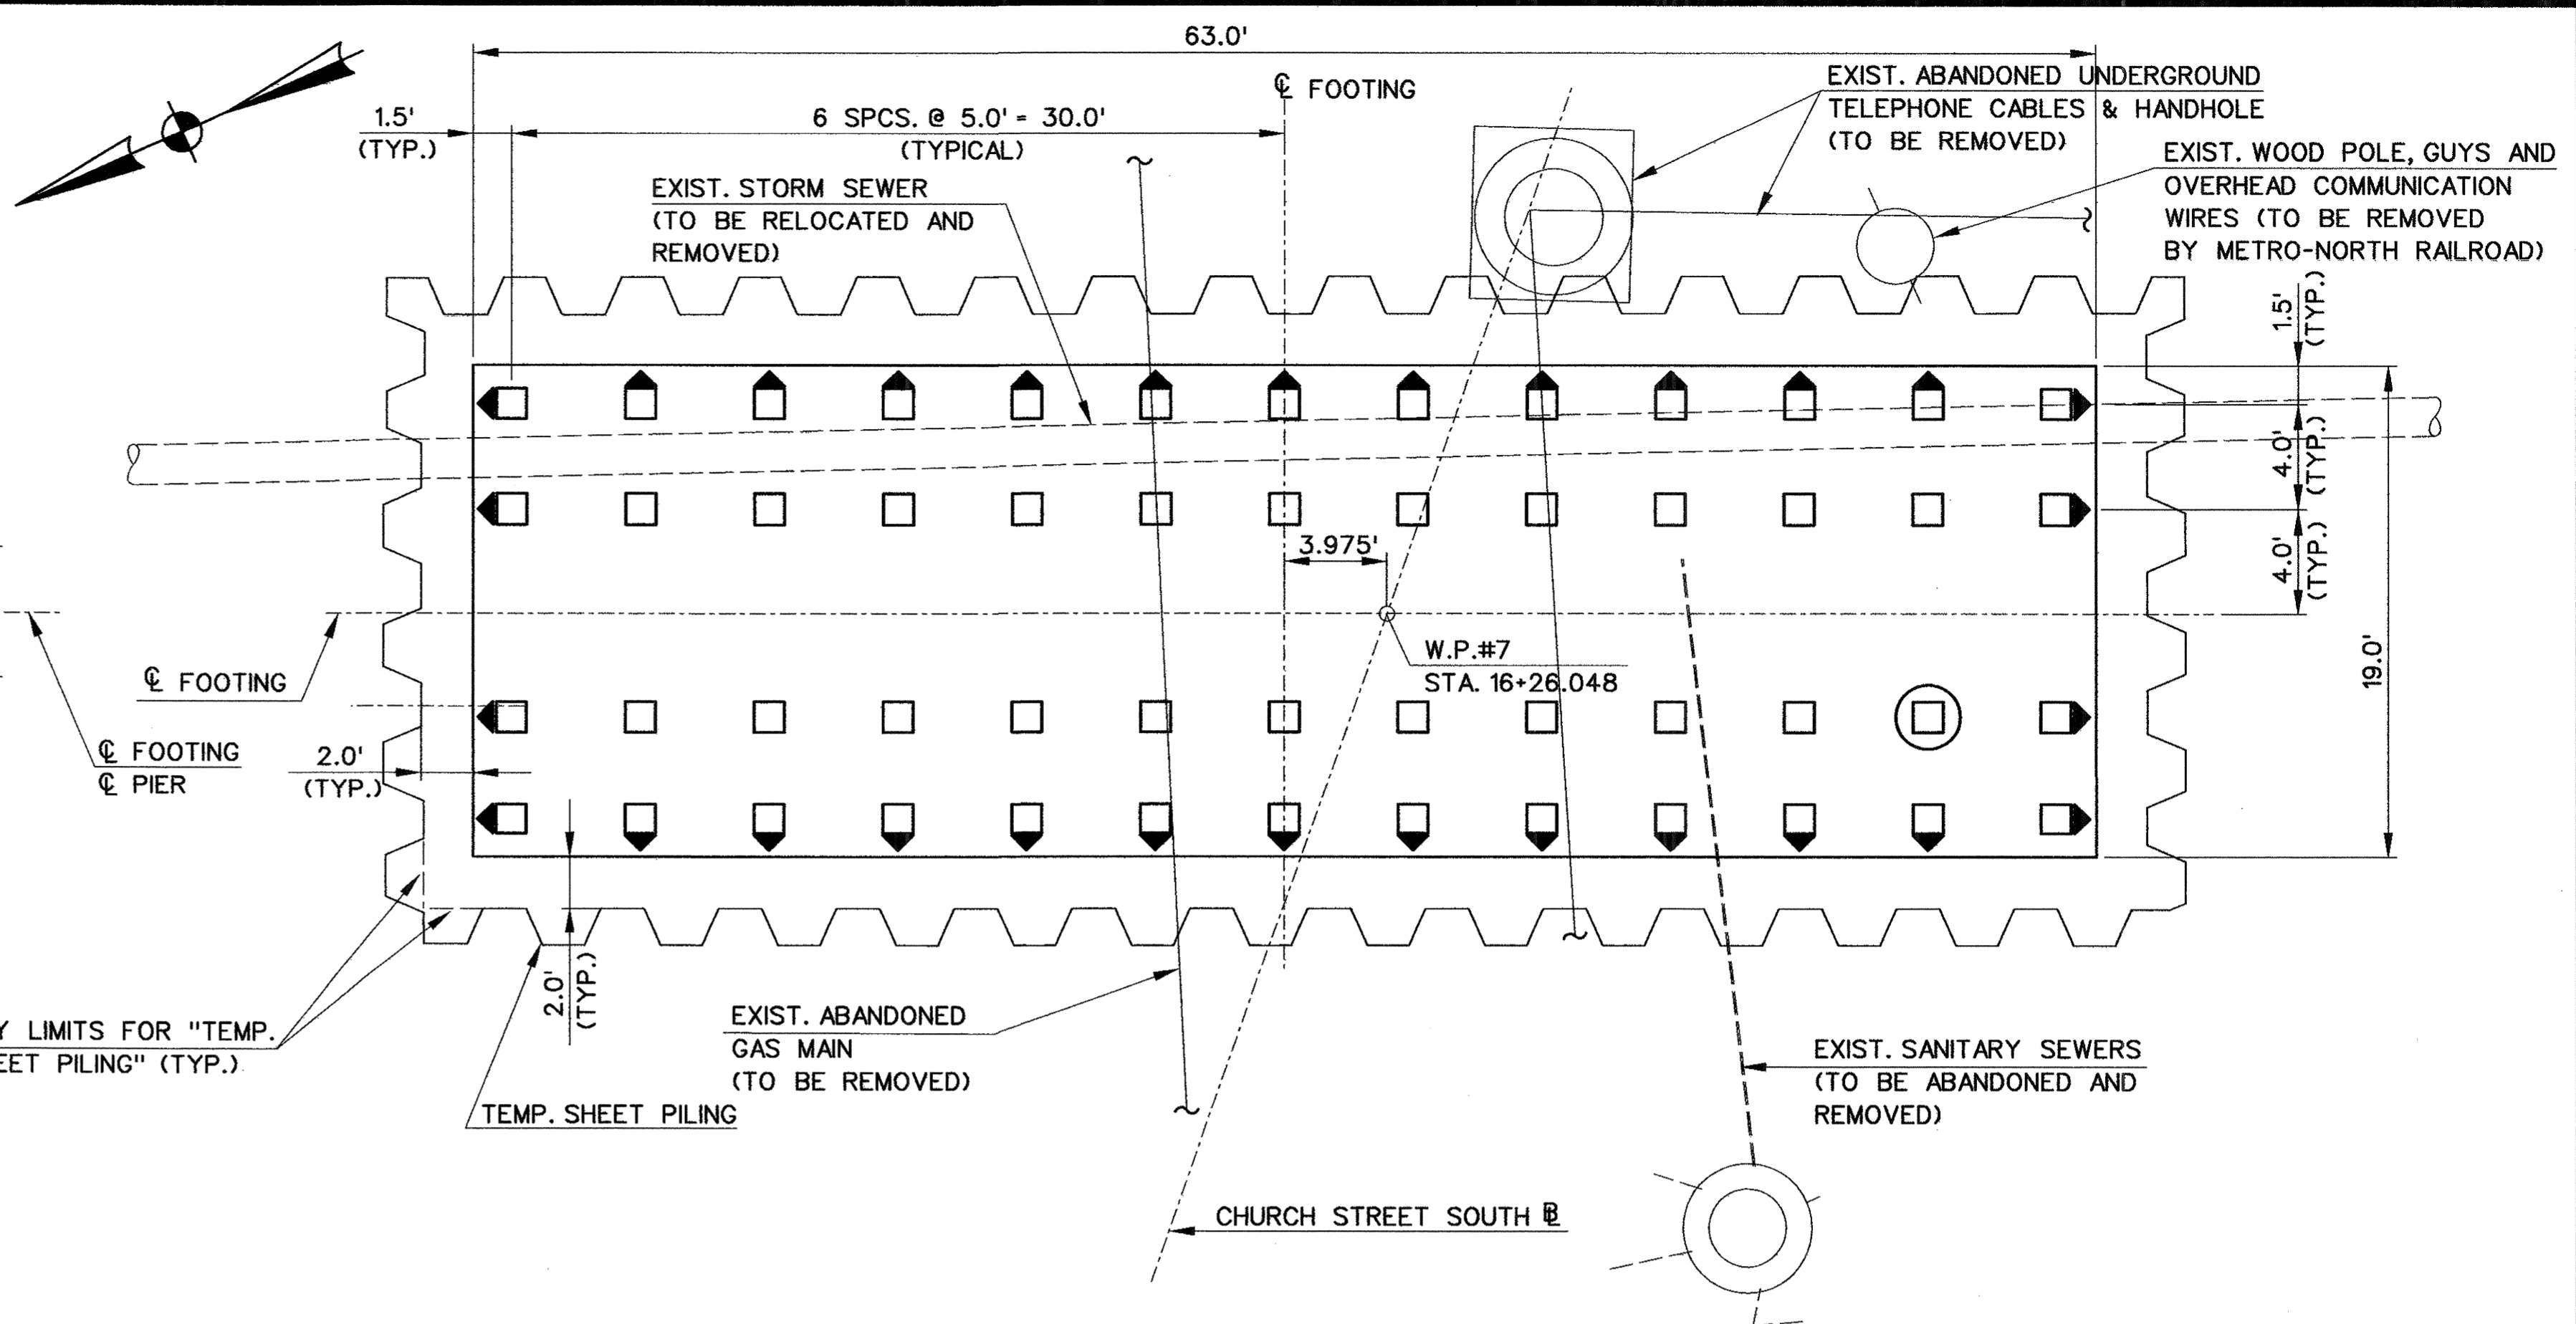 63.0'
℄ FOOTING
1.5'
(TYP.)
6 SPCS. @ 5.0' = 30.0'
(TYPICAL)
EXIST. ABANDONED UNDERGROUND
TELEPHONE CABLES & HANDHOLE
(TO BE REMOVED)
EXIST. WOOD POLE, GUYS AND
OVERHEAD COMMUNICATION
WIRES (TO BE REMOVED
BY METRO-NORTH RAILROAD)
EXIST. STORM SEWER
(TO BE RELOCATED AND
REMOVED)
1.5'
(TYP.)
4.0'
(TYP.)
4.0'
(TYP.)
19.0'
3.975'
W.P.#7
STA. 16+26.048
℄ FOOTING
℄ FOOTING
℄ PIER
2.0'
(TYP.)
2.0'
(TYP.)
LIMITS FOR "TEMP.
PILING" (TYP.)
TEMP. SHEET PILING
EXIST. ABANDONED
GAS MAIN
(TO BE REMOVED)
EXIST. SANITARY SEWERS
(TO BE ABANDONED AND
REMOVED)
CHURCH STREET SOUTH BL